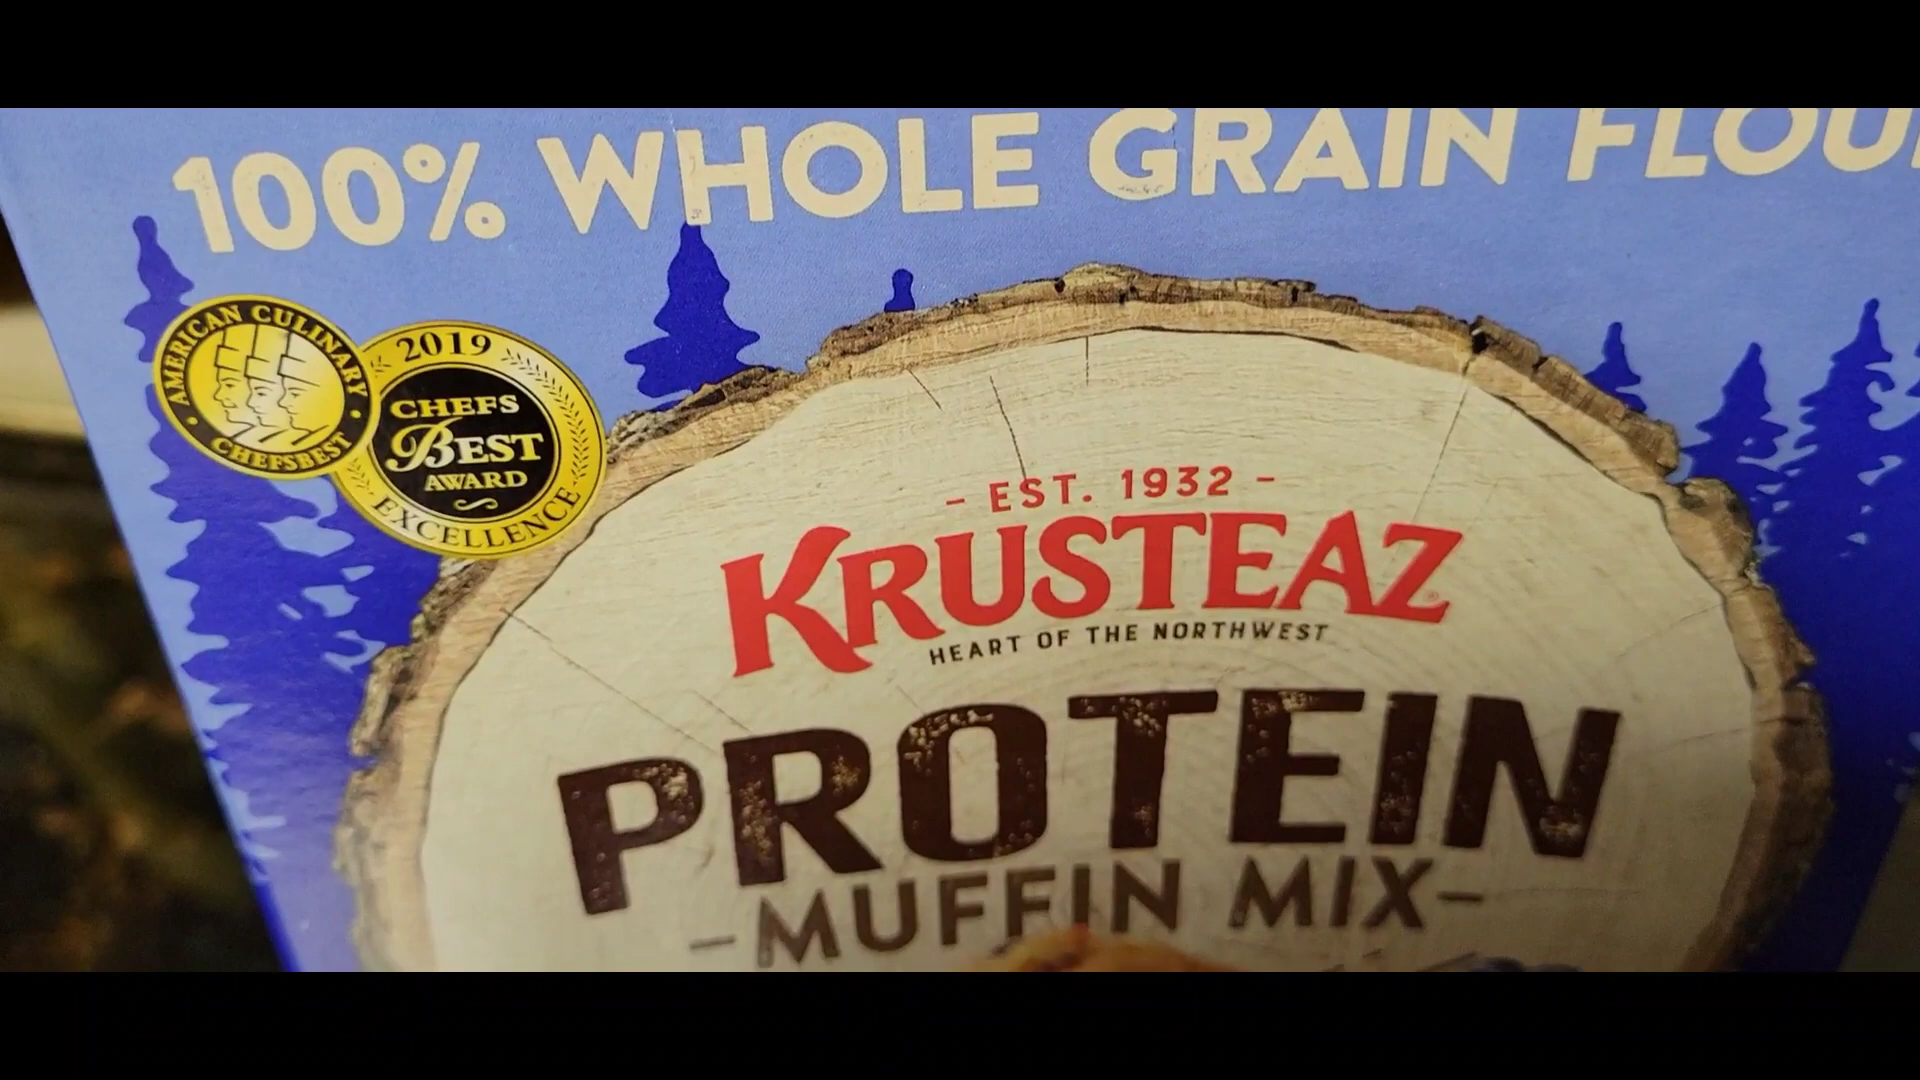 100% WHOLE GRAIN FLOU
AMERICAN CULINARY
CHEFSBEST
2019
CHEFS
BEST
AWARD
EXCELLENCE
- EST. 1932 -
KRUSTEAZ
HEART OF THE NORTHWEST
PROTEIN
-MUFFIN MIX-